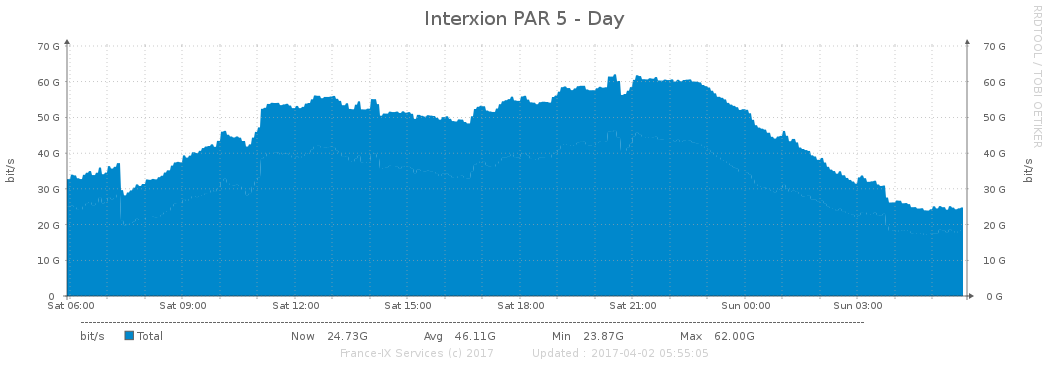 Interxion PAR 5 - Day
RRDTOOL / TOBI OETIKER
70 G 70 G
60 G 60 G
50 G 50 G
40 G 40 G
30 G 30 G
20 G 20 G
10 G 10 G
0 0 G
bit/s
bit/s
Sat 06:00 Sat 09:00 Sat 12:00 Sat 15:00 Sat 18:00 Sat 21:00 Sun 00:00 Sun 03:00
bit/s Total Now 24.73G Avg 46.11G Min 23.87G Max 62.00G
France-IX Services (c) 2017 Updated : 2017-04-02 05:55:05